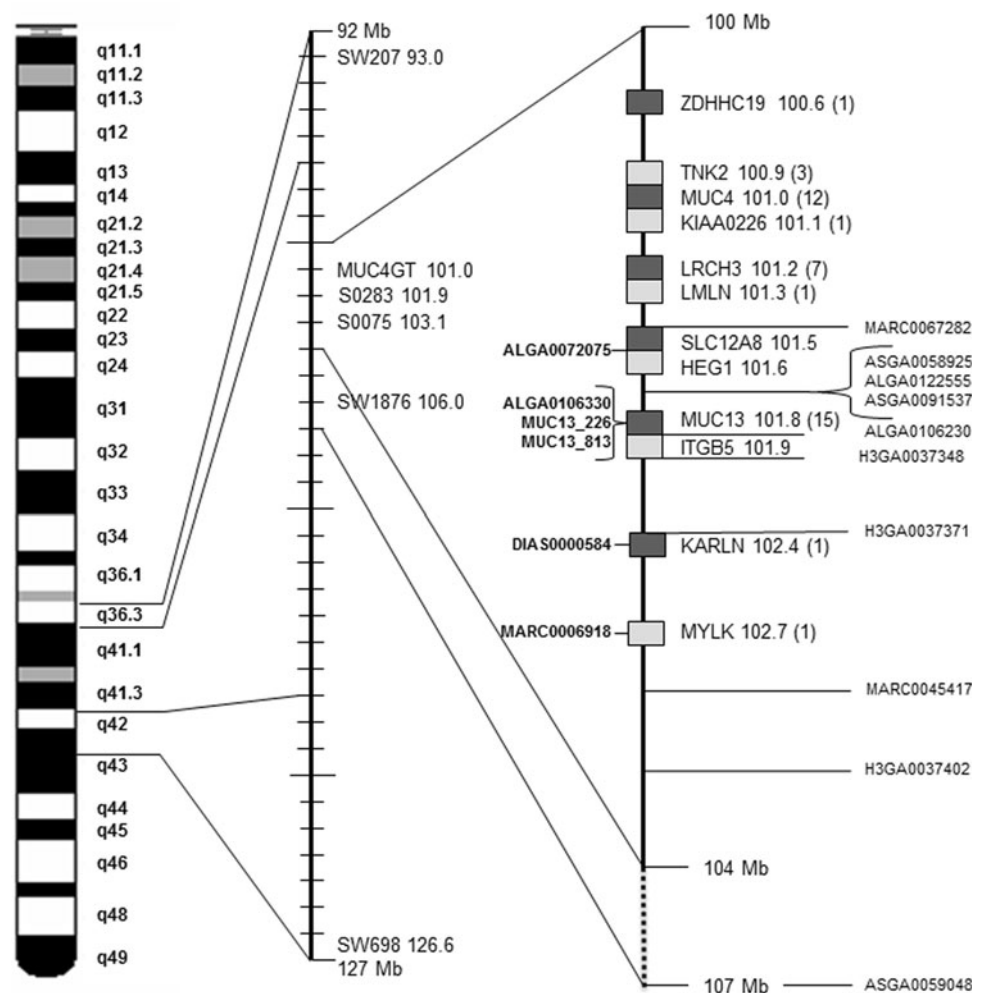 q11.1
q11.2
q11.3
q12
q13
q14
q21.2
q21.3
q21.4
q21.5
q22
q23
q24
q31
q32
q33
q34
q36.1
q36.3
q41.1
q41.3
q42
q43
q44
q45
q46
q48
q49
92 Mb
SW207 93.0
MUC4GT 101.0
S0283 101.9
S0075 103.1
SW1876 106.0
SW698 126.6
127 Mb
100 Mb
ZDHHC19 100.6 (1)
TNK2 100.9 (3)
MUC4 101.0 (12)
KIAA0226 101.1 (1)
LRCH3 101.2 (7)
LMLN 101.3 (1)
SLC12A8 101.5
HEG1 101.6
MUC13 101.8 (15)
ITGB5 101.9
KARLN 102.4 (1)
MYLK 102.7 (1)
104 Mb
107 Mb
ALGA0072075
ALGA0106330
MUC13_226
MUC13_813
DIAS0000584
MARC0006918
MARC0067282
ASGA0058925
ALGA0122555
ASGA0091537
ALGA0106230
H3GA0037348
H3GA0037371
MARC0045417
H3GA0037402
ASGA0059048